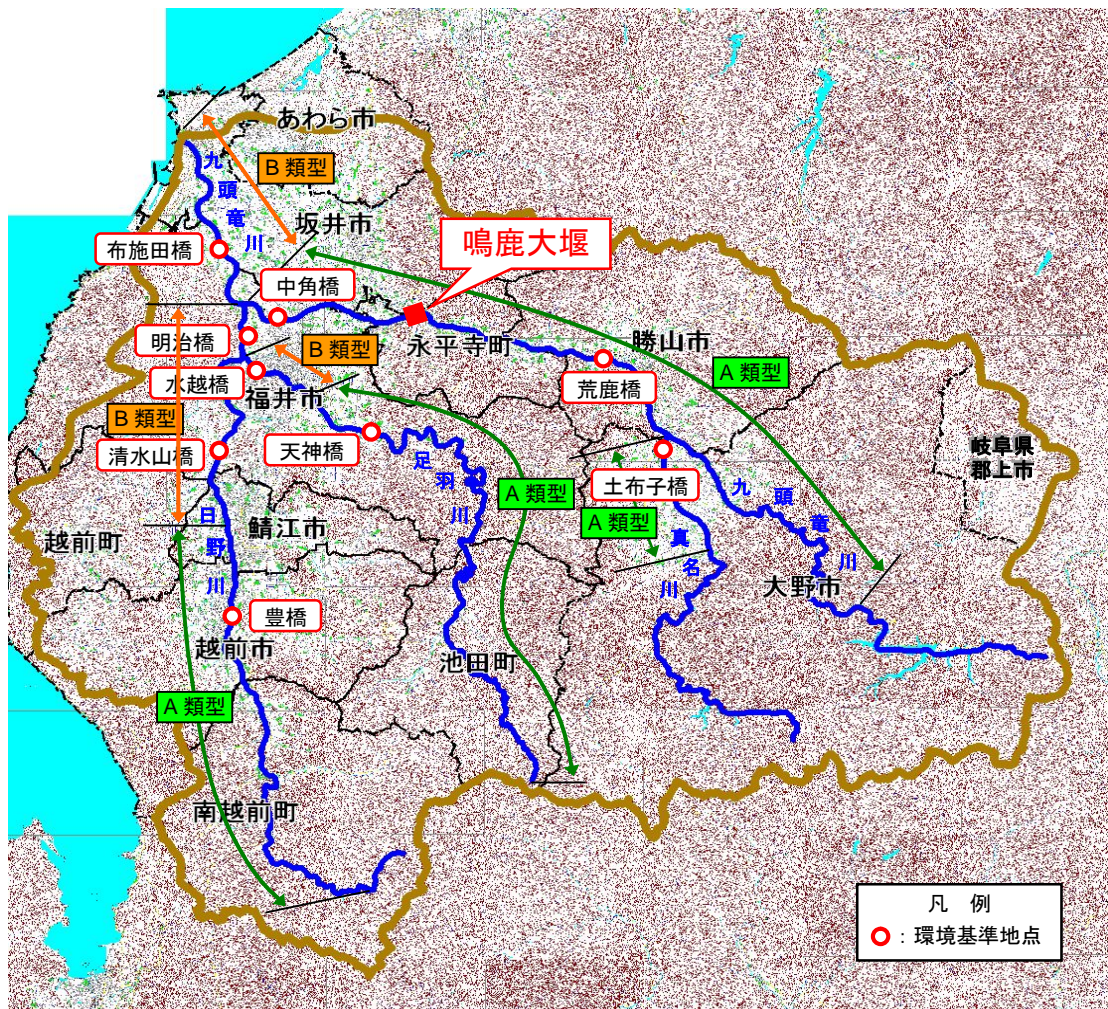 あわら市
B類型
九頭竜川
坂井市
鳴鹿大堰
布施田橋
中角橋
明治橋
B類型
永平寺町
勝山市
水越橋
荒鹿橋
A類型
福井市
B類型
清水山橋
天神橋
足羽川
土布子橋
岐阜県
郡上市
A類型
A類型
九頭竜川
日野川
鯖江市
越前町
真名川
大野市
豊橋
越前市
池田町
A類型
南越前町
凡 例
：環境基準地点